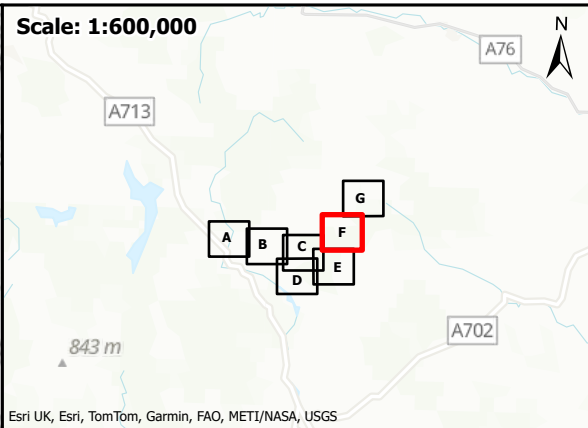 Scale: 1:600,000
N
A76
A713
G
F
A
B
C
E
D
A702
843 m
Esri UK, Esri, TomTom, Garmin, FAO, METI/NASA, USGS